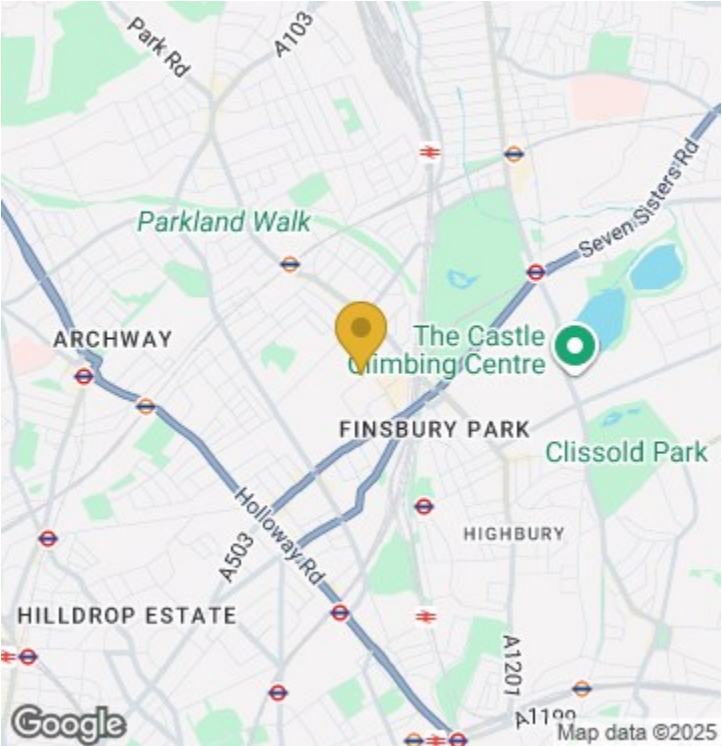 Park Rd
A103
Seven Sisters Rd
Parkland Walk
ARCHWAY
The Castle
Climbing Centre
FINSBURY PARK
Clissold Park
Holloway Rd
A503
HIGHBURY
HILLDROP ESTATE
A1201
A1199
Google
Map data ©2025